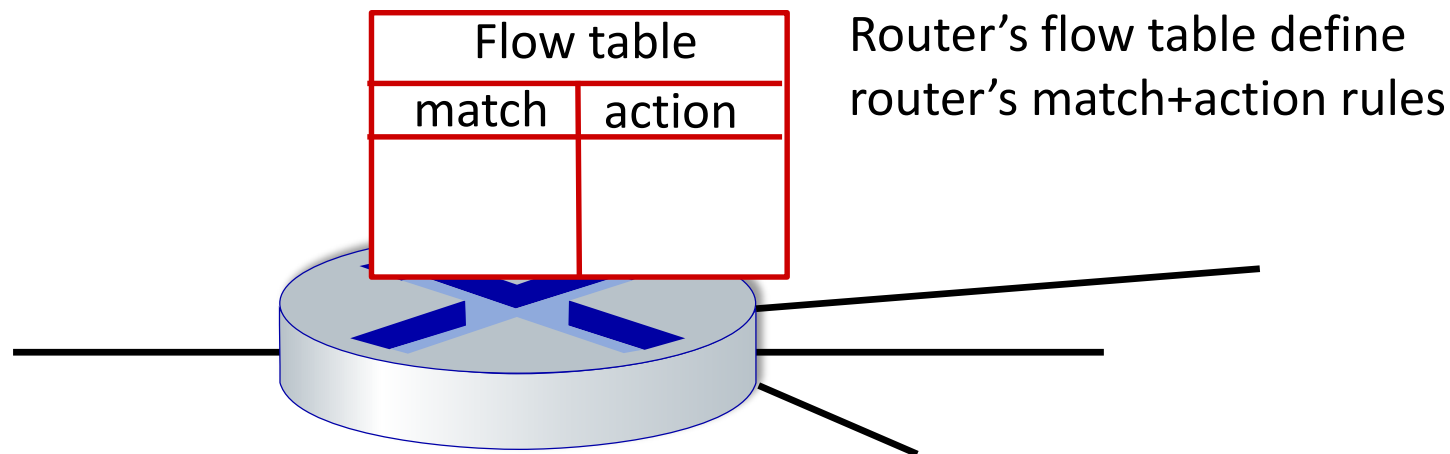 Flow table
match action
Router’s flow table define
router’s match+action rules